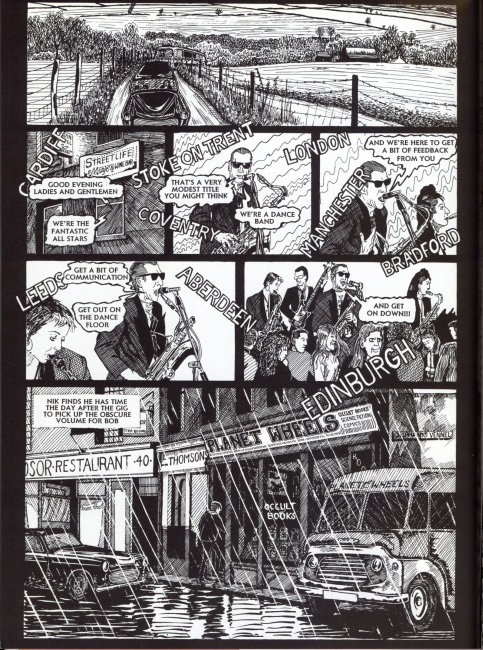 CARDIFF
STREETLIFE
GOOD EVENING
LADIES AND GENTLEMEN
WE'RE THE
FANTASTIC
ALL STARS
STOKE ON TRENT
THAT'S A VERY
MODEST TITLE
YOU MIGHT THINK
WE'RE A DANCE
BAND
COVENTRY
LONDON
AND WE'RE HERE TO GET
A BIT OF FEEDBACK
FROM YOU
MANCHESTER
BRADFORD
LEEDS
GET A BIT OF
COMMUNICATION
GET OUT ON
THE DANCE
FLOOR
ABERDEEN
AND GET
ON DOWN!!!
EDINBURGH
NIK FINDS HE HAS TIME
THE DAY AFTER THE GIG
TO PICK UP THE OBSCURE
VOLUME FOR BOB
DSOR·RESTAURANT·40·
THOMSON
PLANET WHEELS
OCCULT BOOKS
COMICS
OCCULT
BOOKS
WHEELS